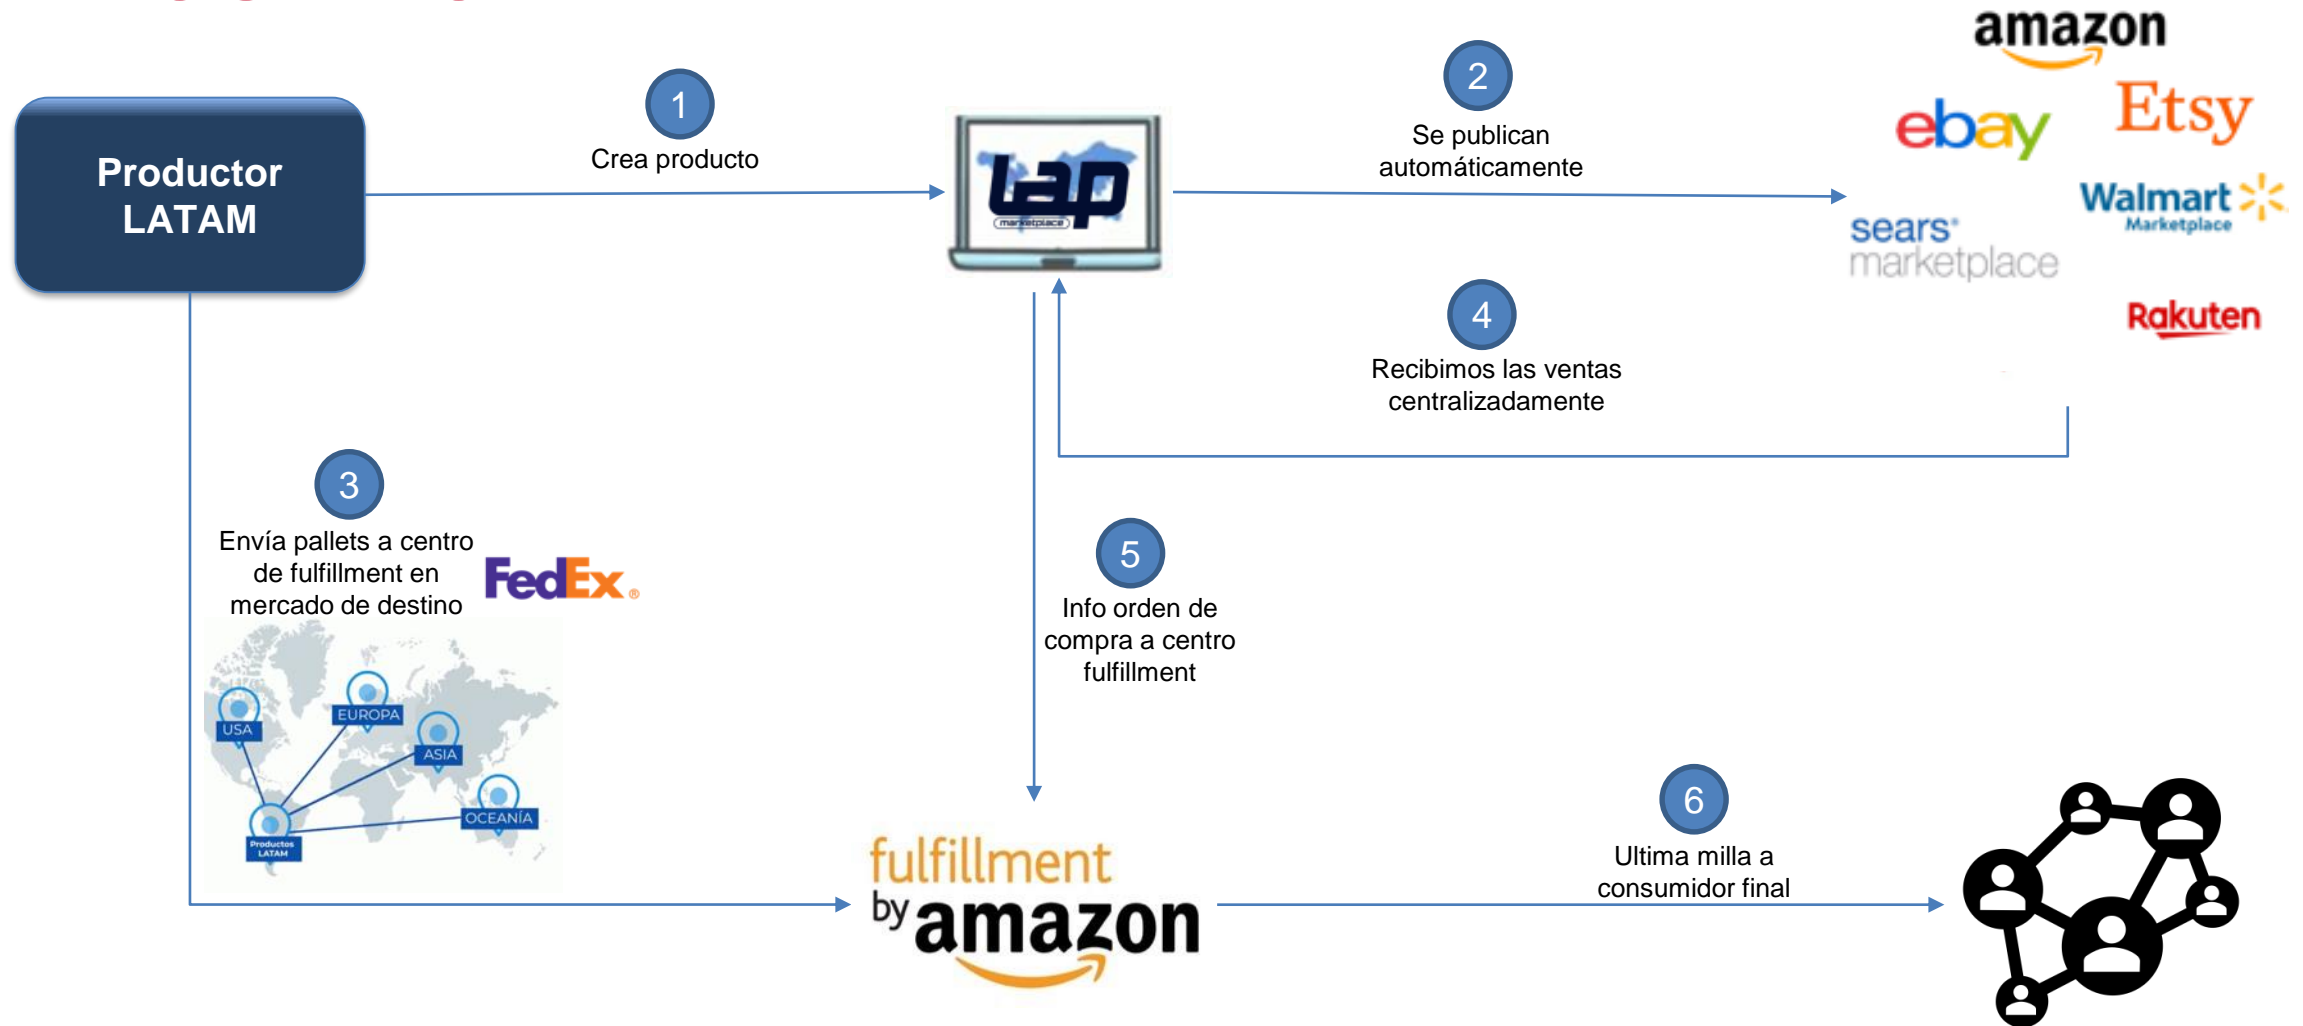 Productor
LATAM
1
Crea producto
tap
marketplace
2
Se publican
automáticamente
amazon
ebay
Etsy
Walmart
Marketplace
sears
marketplace
Rakuten
4
Recibimos las ventas
centralizadamente
3
Envía pallets a centro
de fulfillment en
mercado de destino
FedEx®
USA
EUROPA
ASIA
OCEANÍA
Productos
LATAM
5
Info orden de
compra a centro
fulfillment
fulfillment
by amazon
6
Ultima milla a
consumidor final